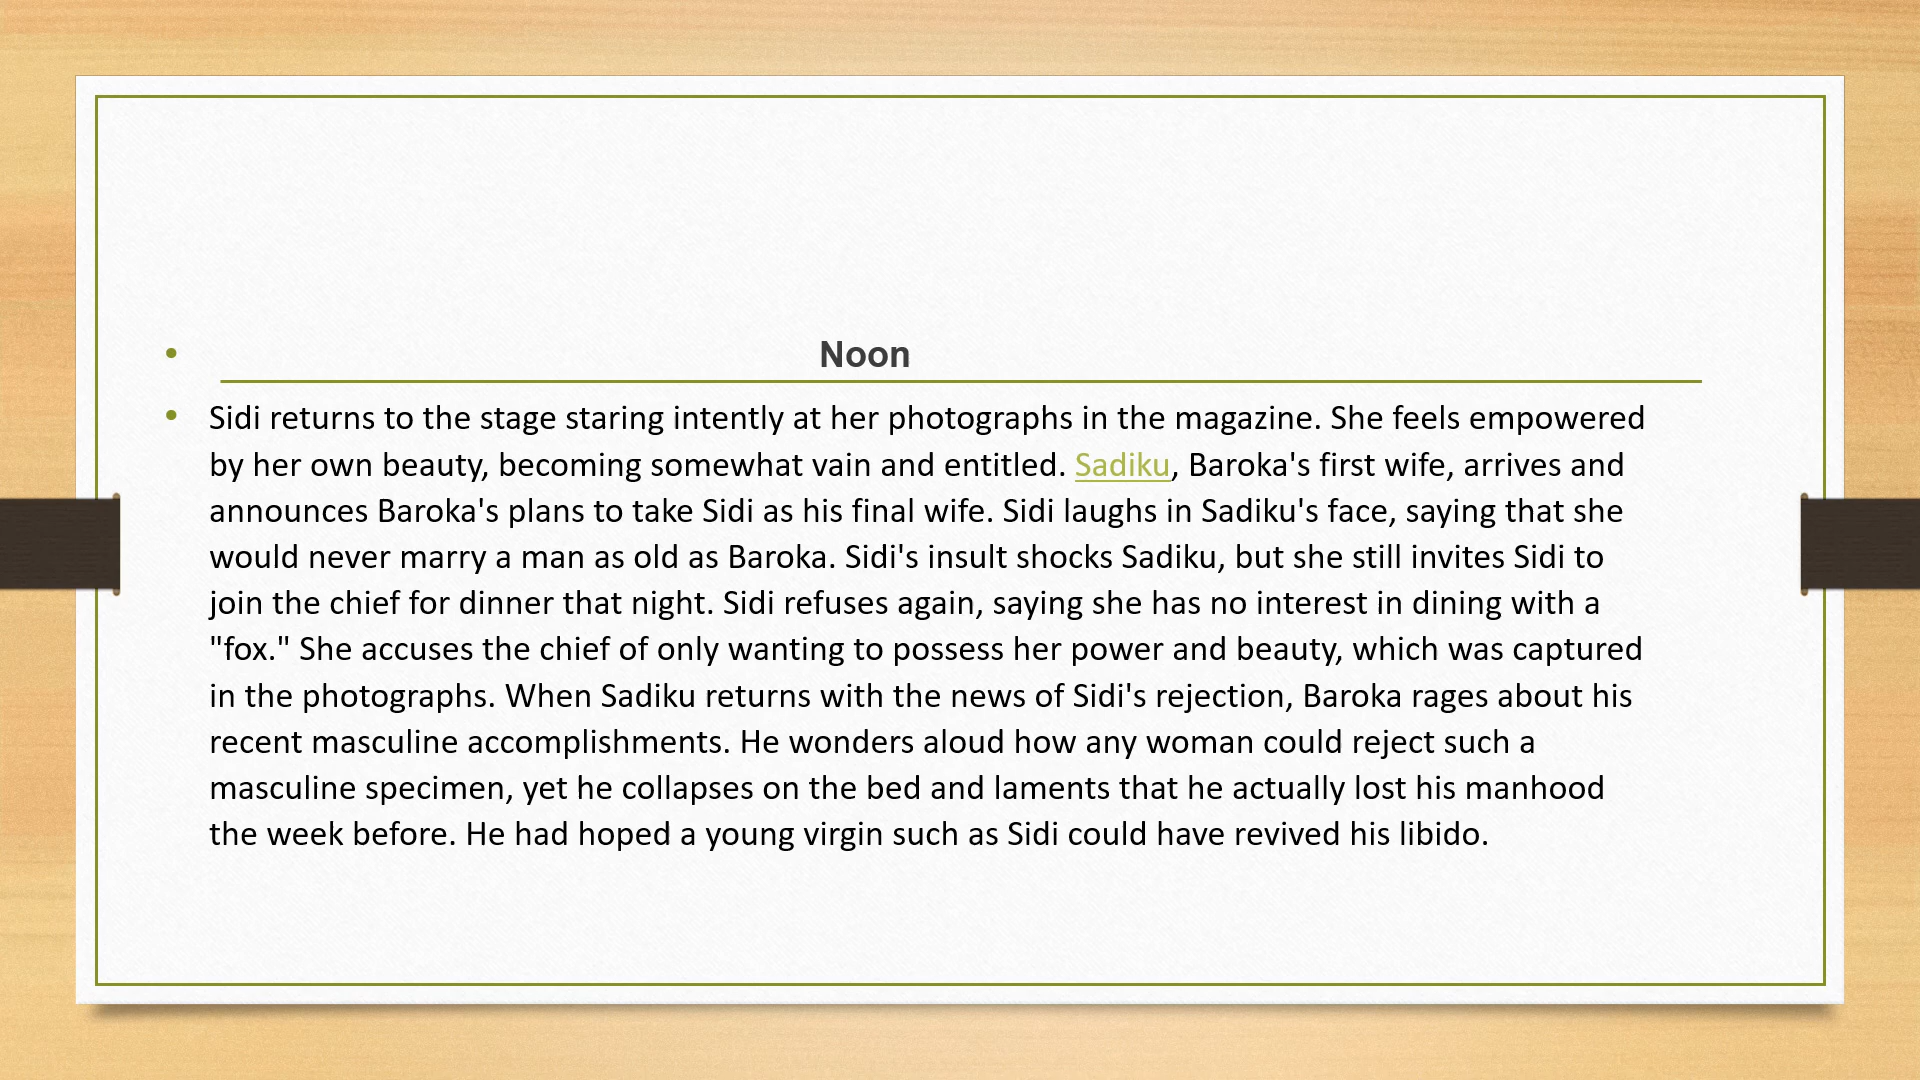 Noon
Sidi returns to the stage staring intently at her photographs in the magazine. She feels empowered
by her own beauty, becoming somewhat vain and entitled. Sadiku, Baroka's first wife, arrives and
announces Baroka's plans to take Sidi as his final wife. Sidi laughs in Sadiku's face, saying that she
would never marry a man as old as Baroka. Sidi's insult shocks Sadiku, but she still invites Sidi to
join the chief for dinner that night. Sidi refuses again, saying she has no interest in dining with a
"fox." She accuses the chief of only wanting to possess her power and beauty, which was captured
in the photographs. When Sadiku returns with the news of Sidi's rejection, Baroka rages about his
recent masculine accomplishments. He wonders aloud how any woman could reject such a
masculine specimen, yet he collapses on the bed and laments that he actually lost his manhood
the week before. He had hoped a young virgin such as Sidi could have revived his libido.